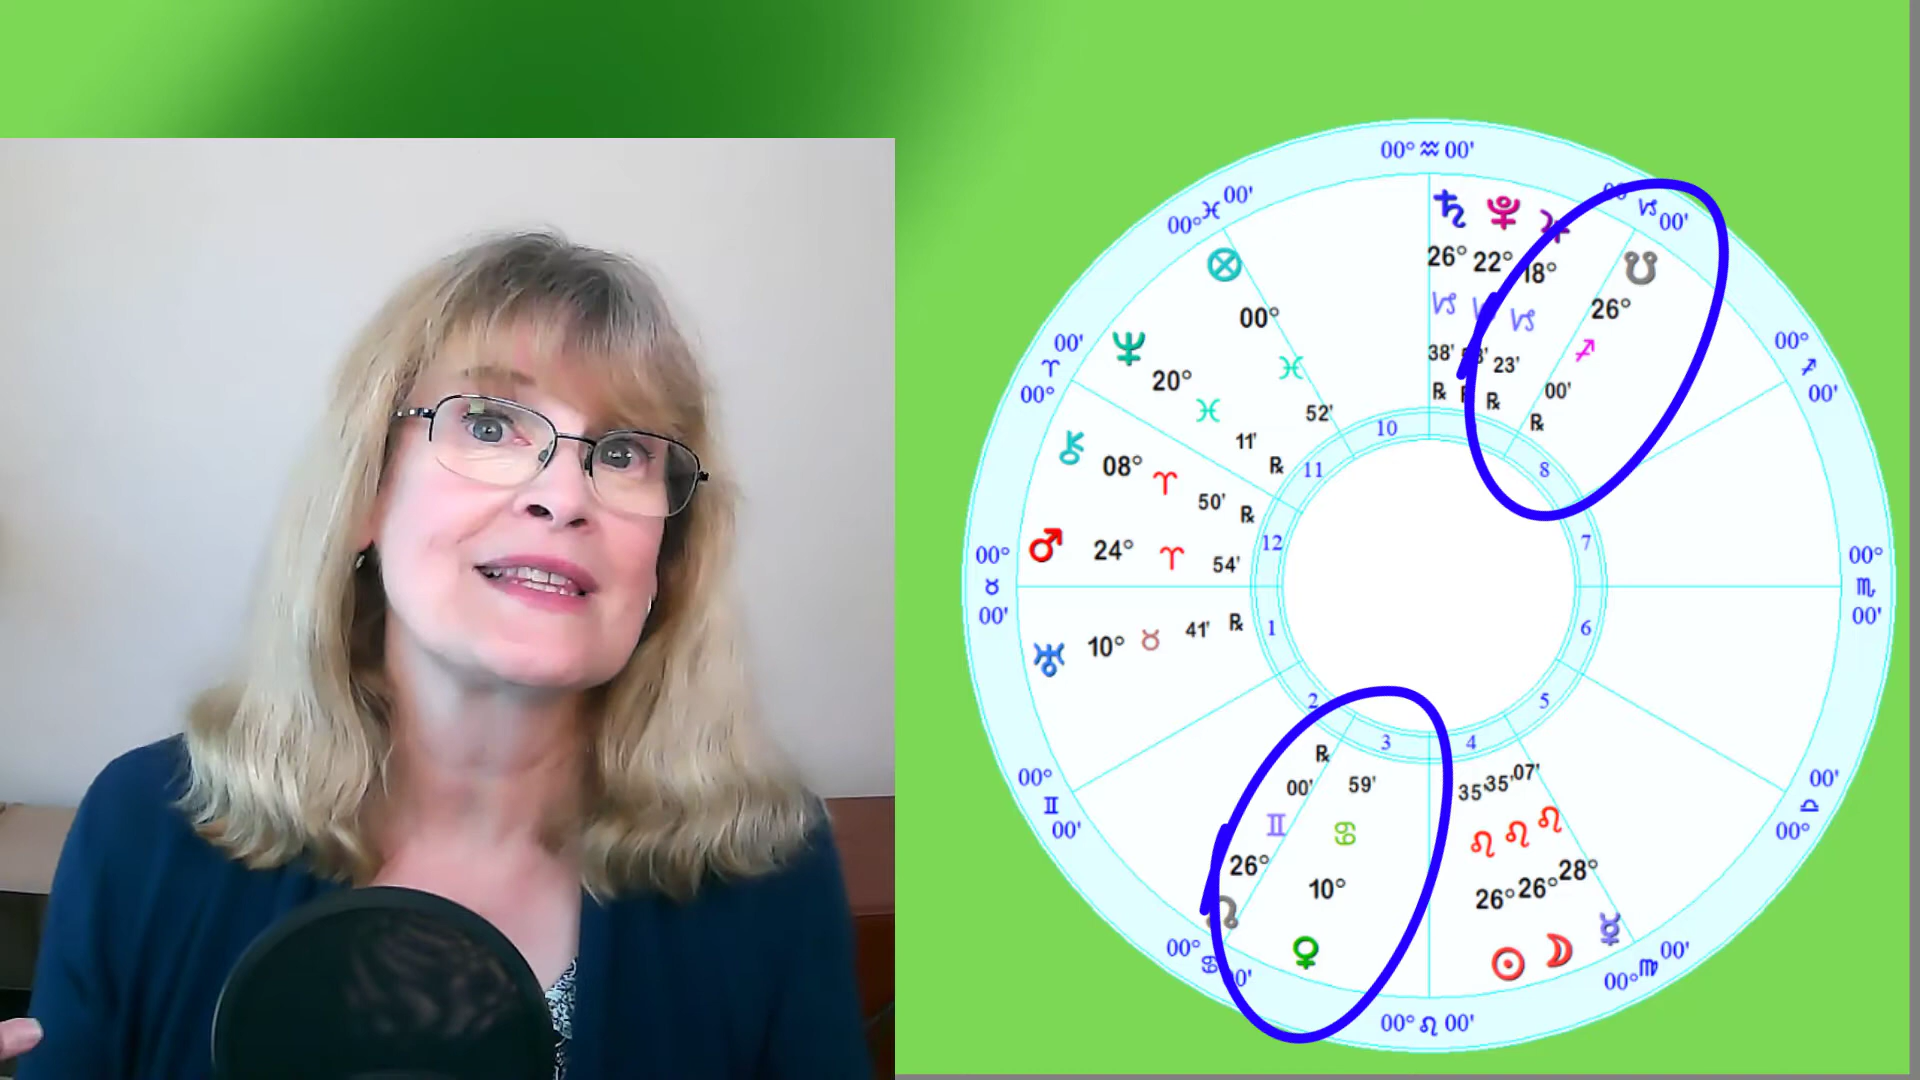 00° ♒ 00'
00° ♓ 00'
♑ 00'
♄ ♇ ♃ ☋
26° 22° 18° 26°
♑ ♑ ♑ ♐
38' 23' 00'
℞ ℞ ℞
⊗ 00° ♓ 52'
♆ 20° ♓ 11' ℞
00' ♈ 00°
⚷ 08° ♈ 50' ℞
♂ 24° ♈ 54'
00° ♉ 00'
♅ 10° ♉ 41' ℞
00° ♐ 00'
00° ♏ 00'
10
11
12
1
2
3
4
5
6
7
8
00° ♊ 00'
00' ♎ 00°
℞ 00' ♊ 26° ☊
59' ♋ 10° ♀
35' 35' 07'
♌ ♌ ♌
26° 26° 28°
☉ ☽ ☿
00° ♋ 00'
00° ♍ 00'
00° ♌ 00'